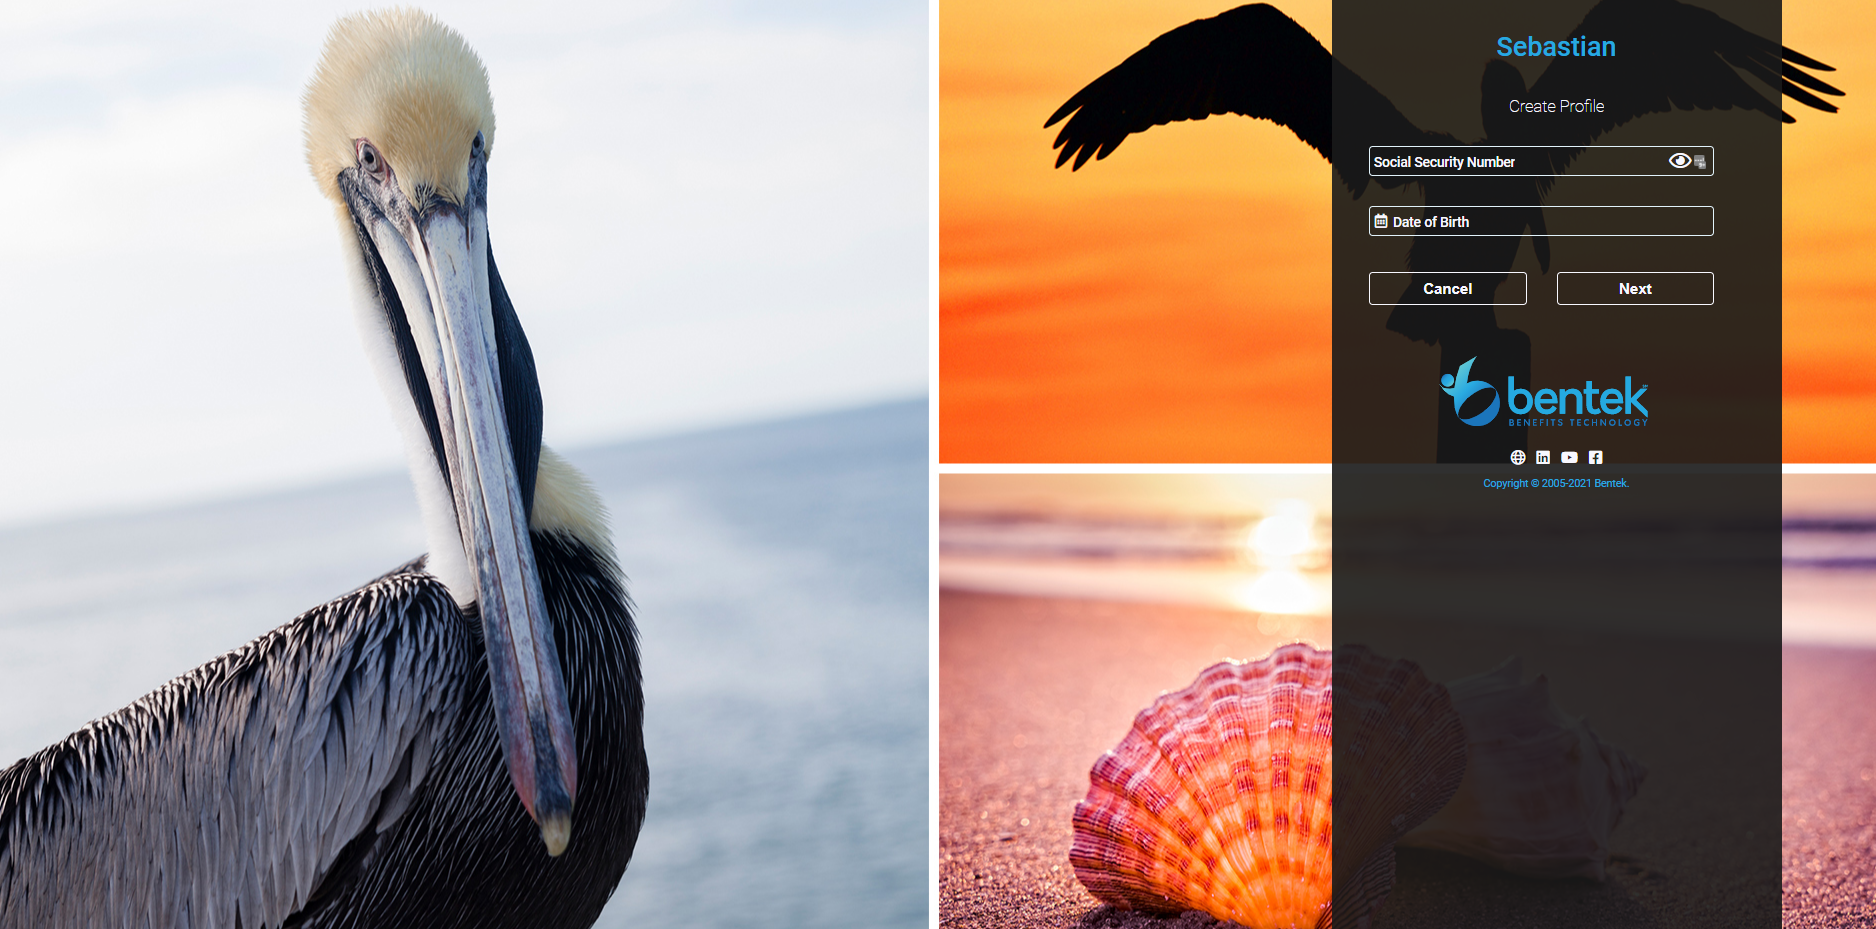 Sebastian
Create Profile
Social Security Number
Date of Birth
Cancel Next
bentek
BENEFITS TECHNOLOGY
Copyright © 2005-2021 Bentek.